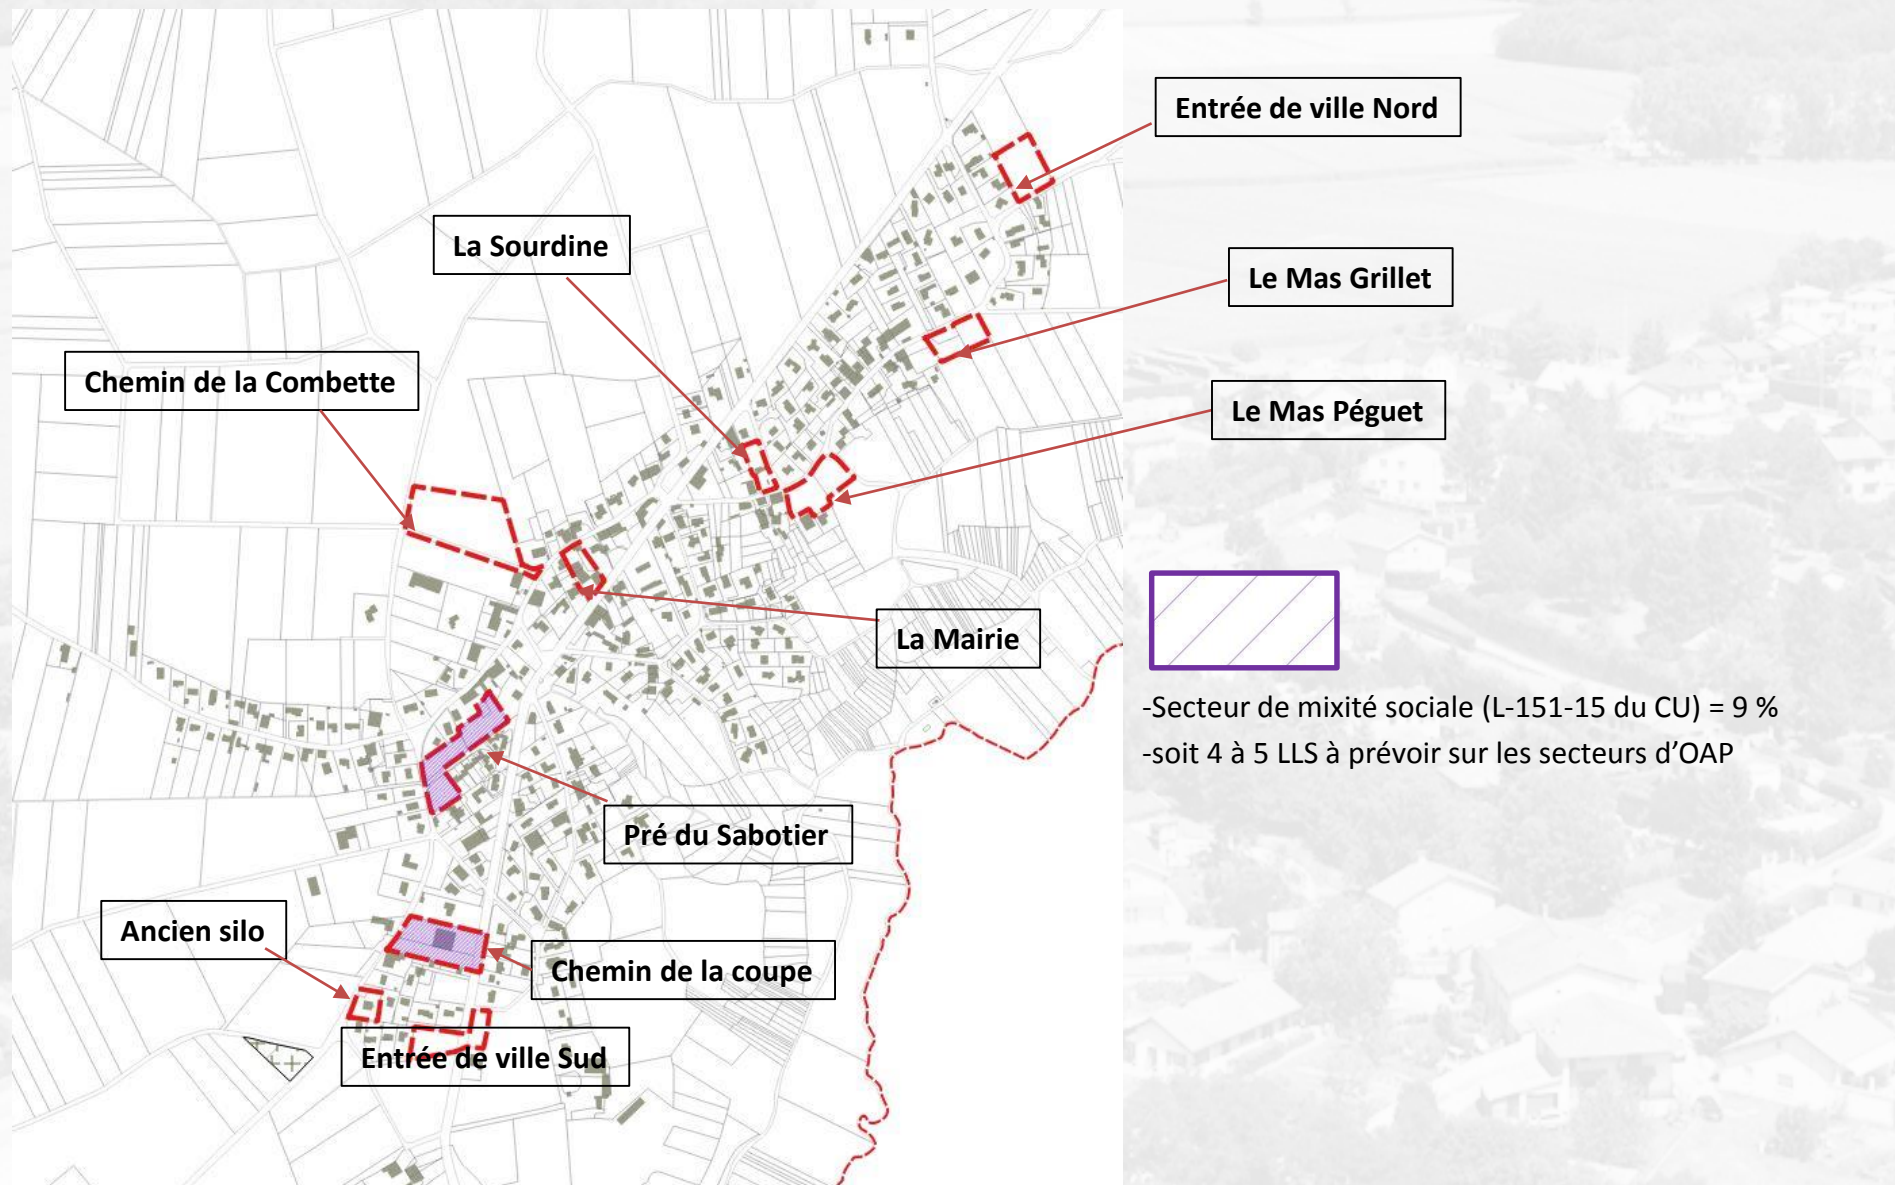 Entrée de ville Nord
La Sourdine
Le Mas Grillet
Chemin de la Combette
Le Mas Péguet
La Mairie
-Secteur de mixité sociale (L-151-15 du CU) = 9 %
-soit 4 à 5 LLS à prévoir sur les secteurs d’OAP
Pré du Sabotier
Ancien silo
Chemin de la coupe
Entrée de ville Sud